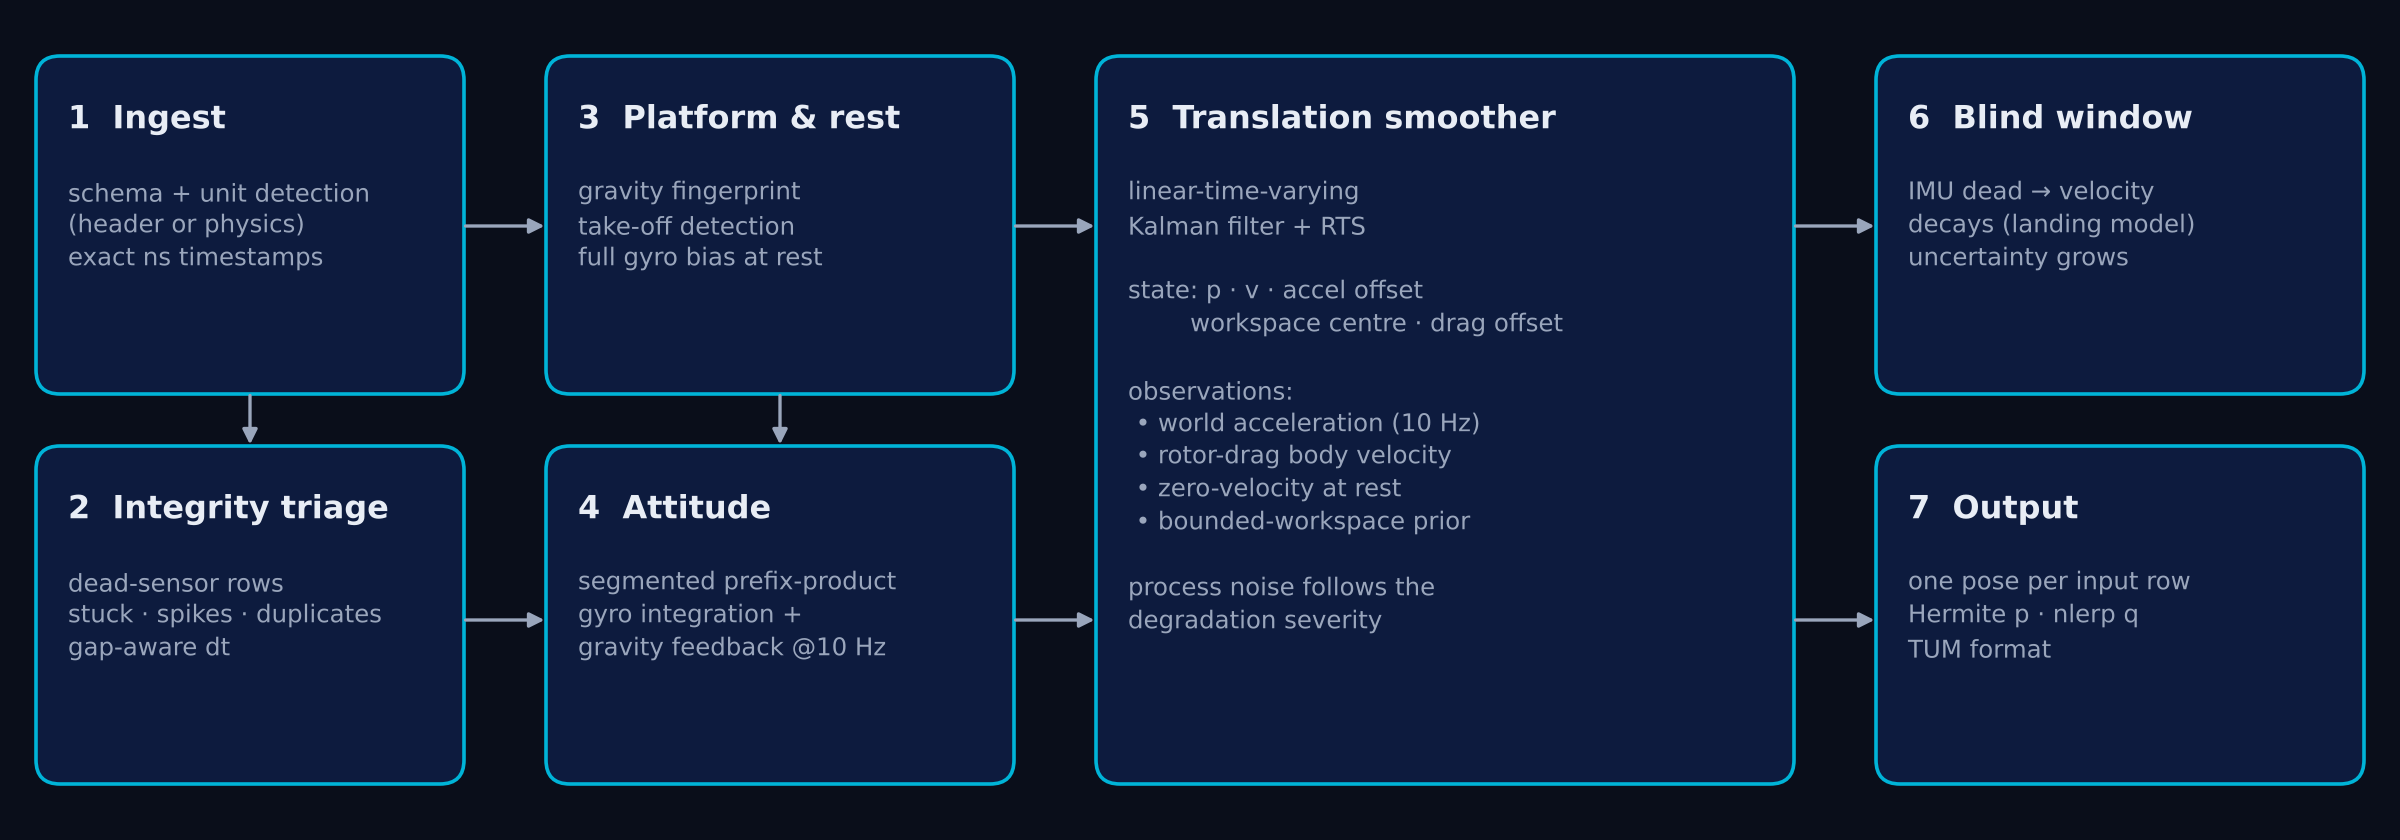 1 Ingest
schema + unit detection
(header or physics)
exact ns timestamps
2 Integrity triage
dead-sensor rows
stuck · spikes · duplicates
gap-aware dt
3 Platform & rest
gravity fingerprint
take-off detection
full gyro bias at rest
4 Attitude
segmented prefix-product
gyro integration +
gravity feedback @10 Hz
5 Translation smoother
linear-time-varying
Kalman filter + RTS
state: p · v · accel offset
workspace centre · drag offset
observations:
• world acceleration (10 Hz)
• rotor-drag body velocity
• zero-velocity at rest
• bounded-workspace prior
process noise follows the
degradation severity
6 Blind window
IMU dead → velocity
decays (landing model)
uncertainty grows
7 Output
one pose per input row
Hermite p · nlerp q
TUM format